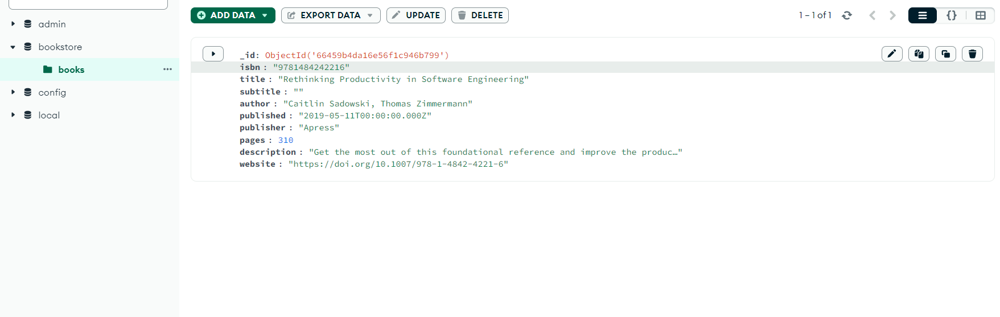 admin
bookstore
books
config
local
ADD DATA
EXPORT DATA
UPDATE
DELETE
1 – 1 of 1
{}
_id: ObjectId('66459b4da16e56f1c946b799')
isbn : "9781484242216"
title : "Rethinking Productivity in Software Engineering"
subtitle : ""
author : "Caitlin Sadowski, Thomas Zimmermann"
published : "2019-05-11T00:00:00.000Z"
publisher : "Apress"
pages : 310
description : "Get the most out of this foundational reference and improve the produc…"
website : "https://doi.org/10.1007/978-1-4842-4221-6"